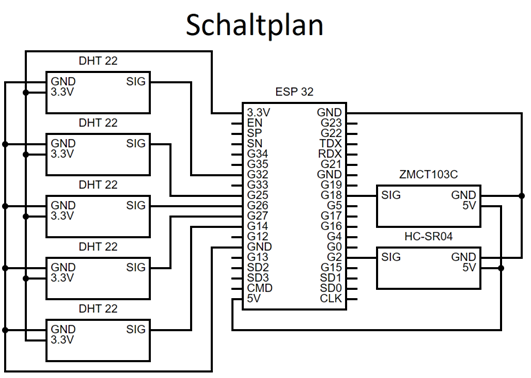 Schaltplan
DHT 22
GND SIG
3.3V
DHT 22
GND SIG
3.3V
DHT 22
GND SIG
3.3V
DHT 22
GND SIG
3.3V
DHT 22
GND SIG
3.3V
ESP 32
3.3V GND
EN G23
SP G22
SN TDX
G34 RDX
G35 G21
G32 GND
G33 G19
G25 G18
G26 G5
G27 G17
G14 G16
G12 G4
GND G0
G13 G2
SD2 G15
SD3 SD1
CMD SD0
5V CLK
ZMCT103C
SIG GND
5V
HC-SR04
SIG GND
5V